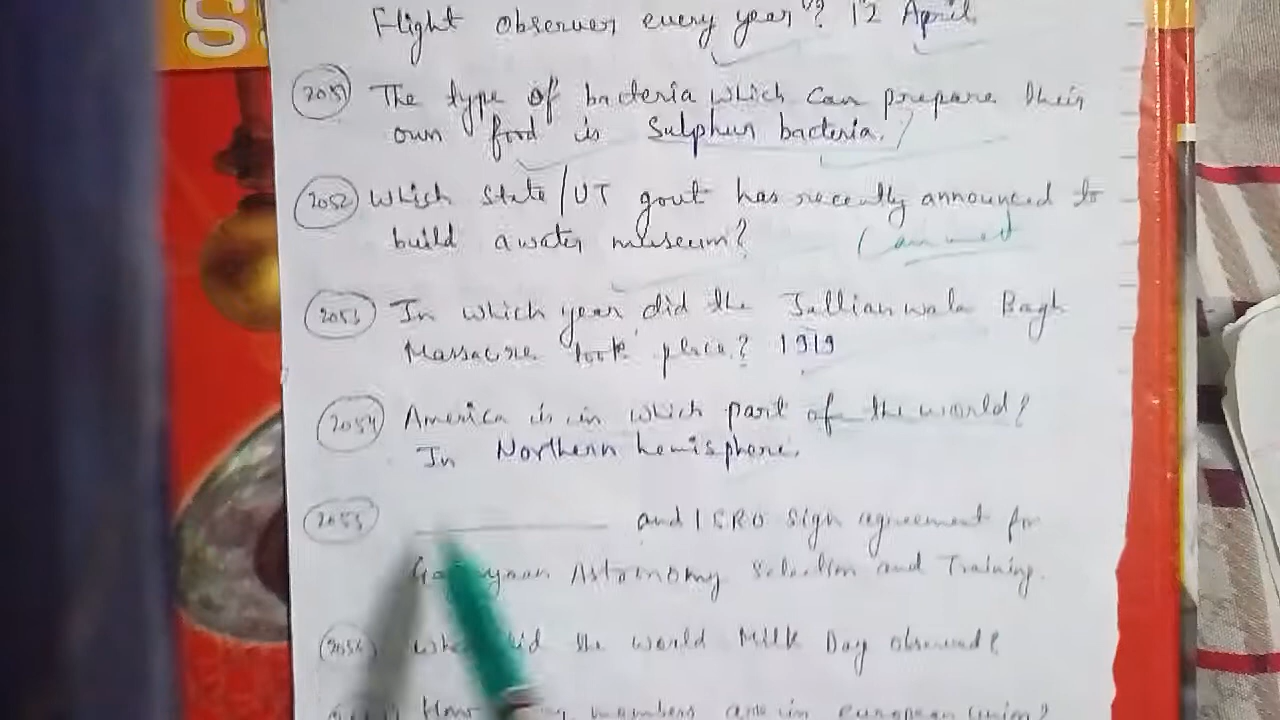 S
Flight observer every year? 12 April
2051 The type of bacteria which can prepare their
own food is Sulphur bacteria.
2052 Which State/UT govt has recently announced to
build a water museum?
2053 In which year did the Jallianwala Bagh
Massacre took place? 1919
2054 America is in which part of the world?
In Northern hemisphere.
2055 and ISRO sign agreement for
Astronomy Selection and Training.
2056 did the world Milk Day observed?
How members are in european Union?